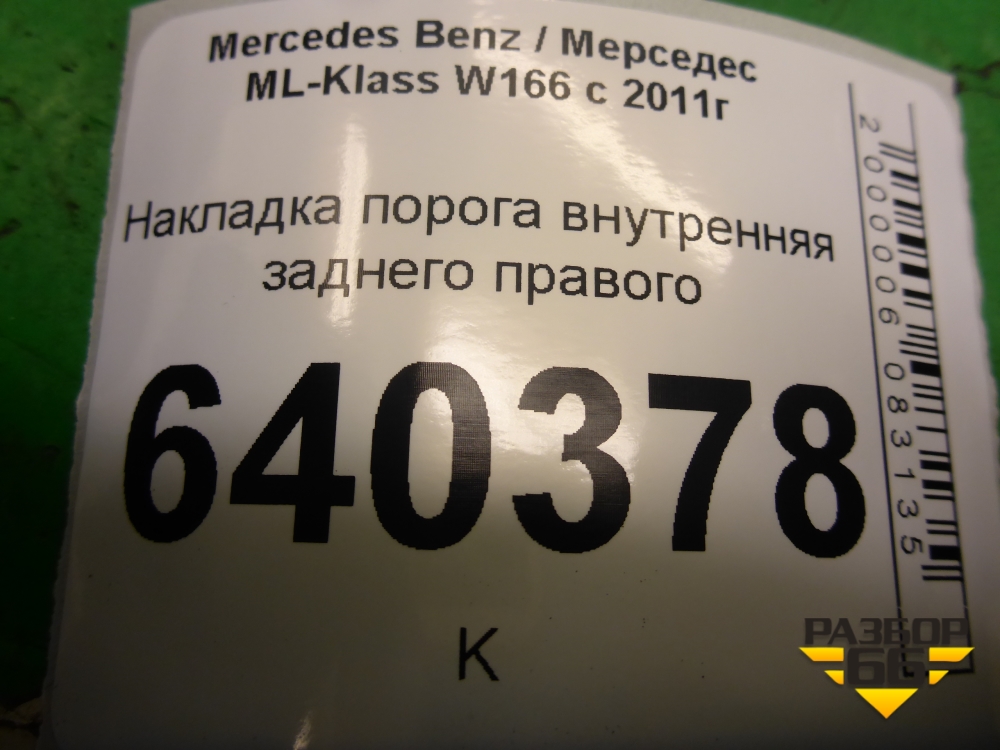 Mercedes Benz / Мерседес
ML-Klass W166 с 2011г
Накладка порога внутренняя
заднего правого
640378
К
2000006083135
РАЗБОР
66